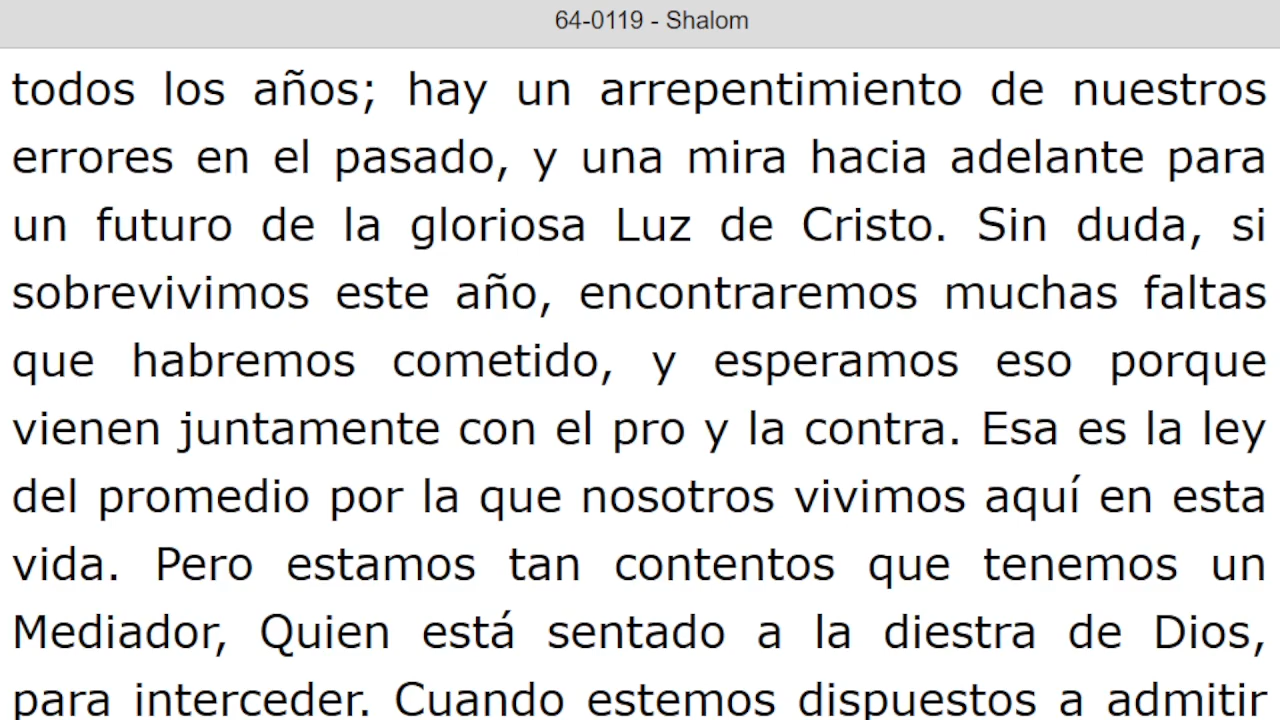 64-0119 - Shalom
todos los años; hay un arrepentimiento de nuestros
errores en el pasado, y una mira hacia adelante para
un futuro de la gloriosa Luz de Cristo. Sin duda, si
sobrevivimos este año, encontraremos muchas faltas
que habremos cometido, y esperamos eso porque
vienen juntamente con el pro y la contra. Esa es la ley
del promedio por la que nosotros vivimos aquí en esta
vida. Pero estamos tan contentos que tenemos un
Mediador, Quien está sentado a la diestra de Dios,
para interceder. Cuando estemos dispuestos a admitir